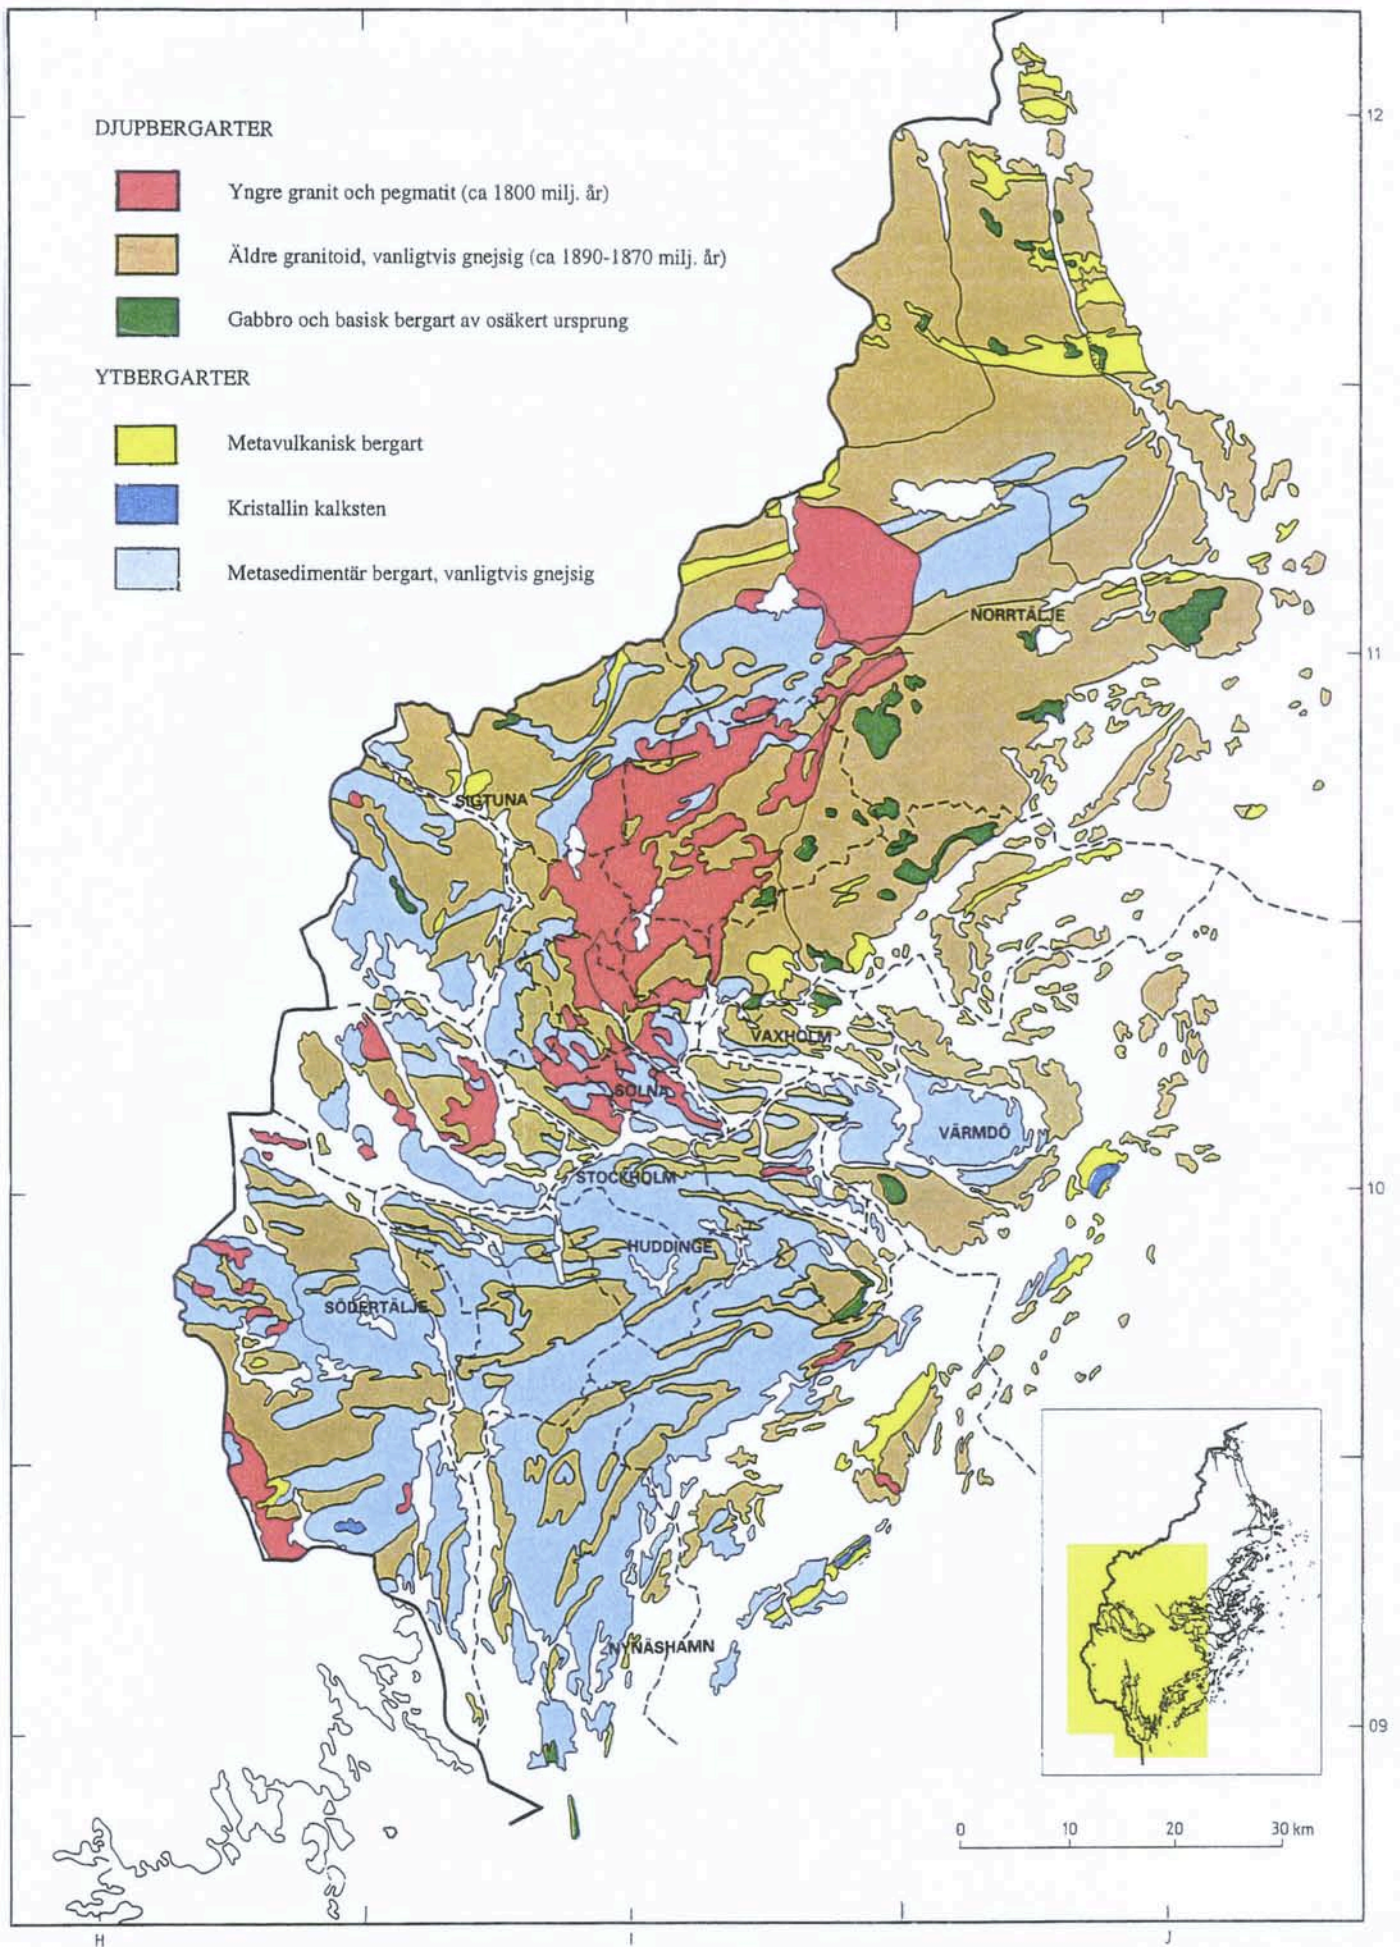 DJUPBERGARTER
Yngre granit och pegmatit (ca 1800 milj. år)
Äldre granitoid, vanligtvis gnejsig (ca 1890-1870 milj. år)
Gabbro och basisk bergart av osäkert ursprung
YTBERGARTER
Metavulkanisk bergart
Kristallin kalksten
Metasedimentär bergart, vanligtvis gnejsig
12
NORRTÄLJE
11
SIGTUNA
VAXHOLM
SOLNA
VÄRMDÖ
STOCKHOLM
10
HUDDINGE
SÖDERTÄLJE
NYNÄSHAMN
09
0 10 20 30 km
H I J